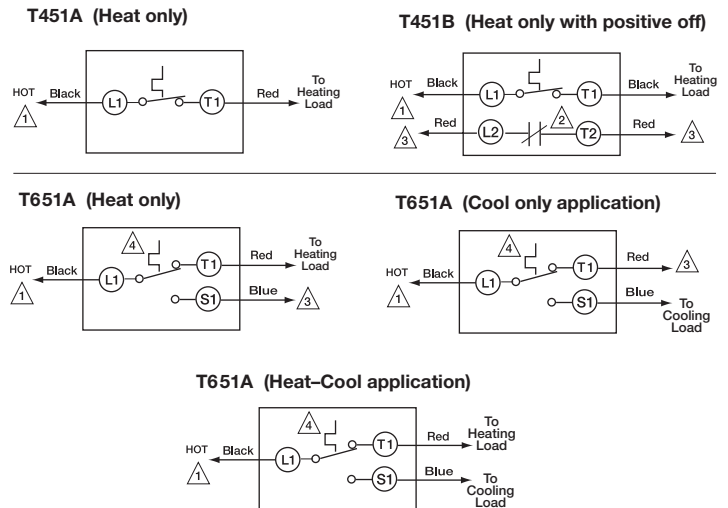 T451A (Heat only)
HOT
1
Black
L1
T1
Red
To
Heating
Load
T451B (Heat only with positive off)
HOT
1
Black
L1
T1
Black
To
Heating
Load
3
Red
L2
2
T2
Red
3
T651A (Heat only)
HOT
1
Black
L1
4
T1
Red
To
Heating
Load
S1
Blue
3
T651A (Cool only application)
HOT
1
Black
L1
4
T1
Red
3
S1
Blue
To
Cooling
Load
T651A (Heat–Cool application)
HOT
1
Black
L1
4
T1
Red
To
Heating
Load
S1
Blue
To
Cooling
Load